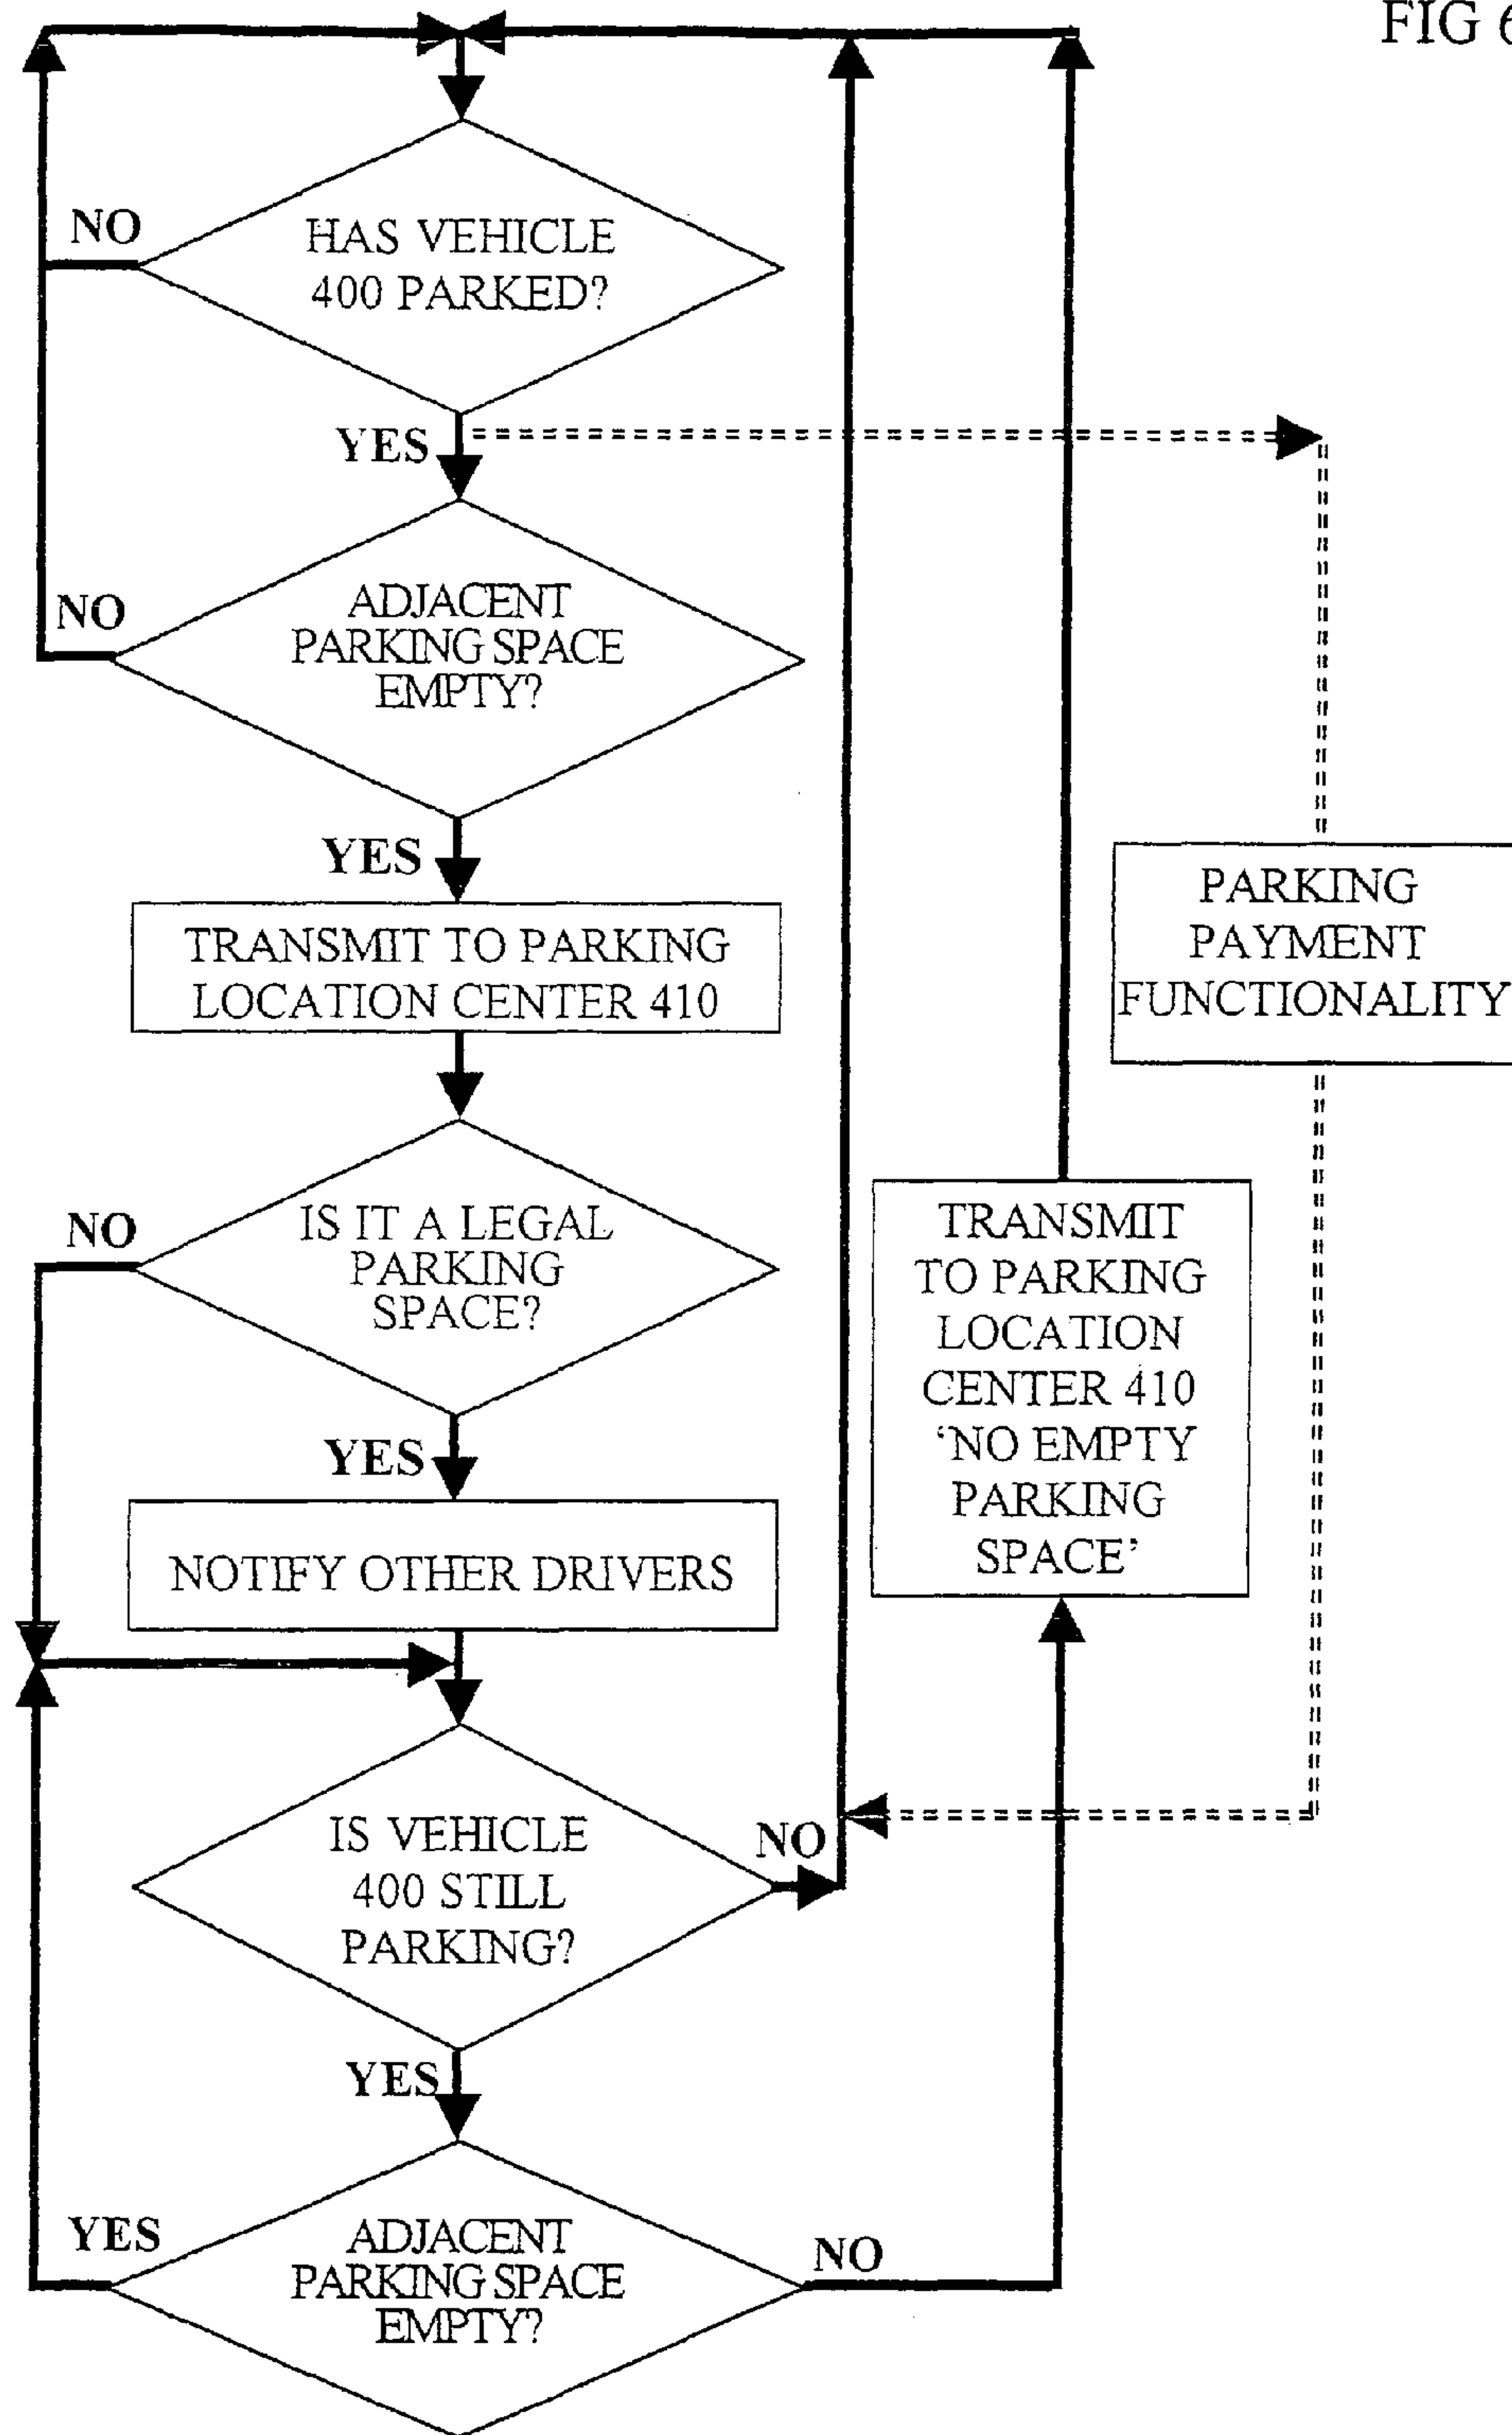 FIG 6
HAS VEHICLE
400 PARKED?
NO
YES
ADJACENT
PARKING SPACE
EMPTY?
NO
YES
TRANSMIT TO PARKING
LOCATION CENTER 410
PARKING
PAYMENT
FUNCTIONALITY
IS IT A LEGAL
PARKING
SPACE?
NO
YES
TRANSMIT
TO PARKING
LOCATION
CENTER 410
‘NO EMPTY
PARKING
SPACE’
NOTIFY OTHER DRIVERS
IS VEHICLE
400 STILL
PARKING?
NO
YES
ADJACENT
PARKING SPACE
EMPTY?
YES
NO